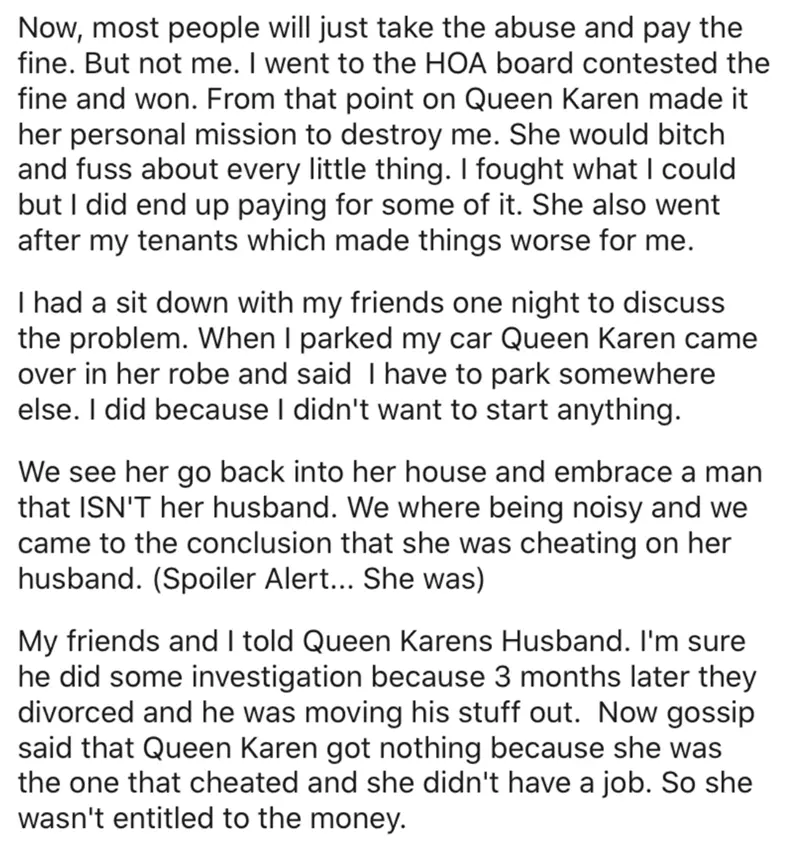 Now, most people will just take the abuse and pay the
fine. But not me. I went to the HOA board contested the
fine and won. From that point on Queen Karen made it
her personal mission to destroy me. She would bitch
and fuss about every little thing. I fought what I could
but I did end up paying for some of it. She also went
after my tenants which made things worse for me.
I had a sit down with my friends one night to discuss
the problem. When I parked my car Queen Karen came
over in her robe and said  I have to park somewhere
else. I did because I didn't want to start anything.
We see her go back into her house and embrace a man
that ISN'T her husband. We where being noisy and we
came to the conclusion that she was cheating on her
husband. (Spoiler Alert... She was)
My friends and I told Queen Karens Husband. I'm sure
he did some investigation because 3 months later they
divorced and he was moving his stuff out.  Now gossip
said that Queen Karen got nothing because she was
the one that cheated and she didn't have a job. So she
wasn't entitled to the money.